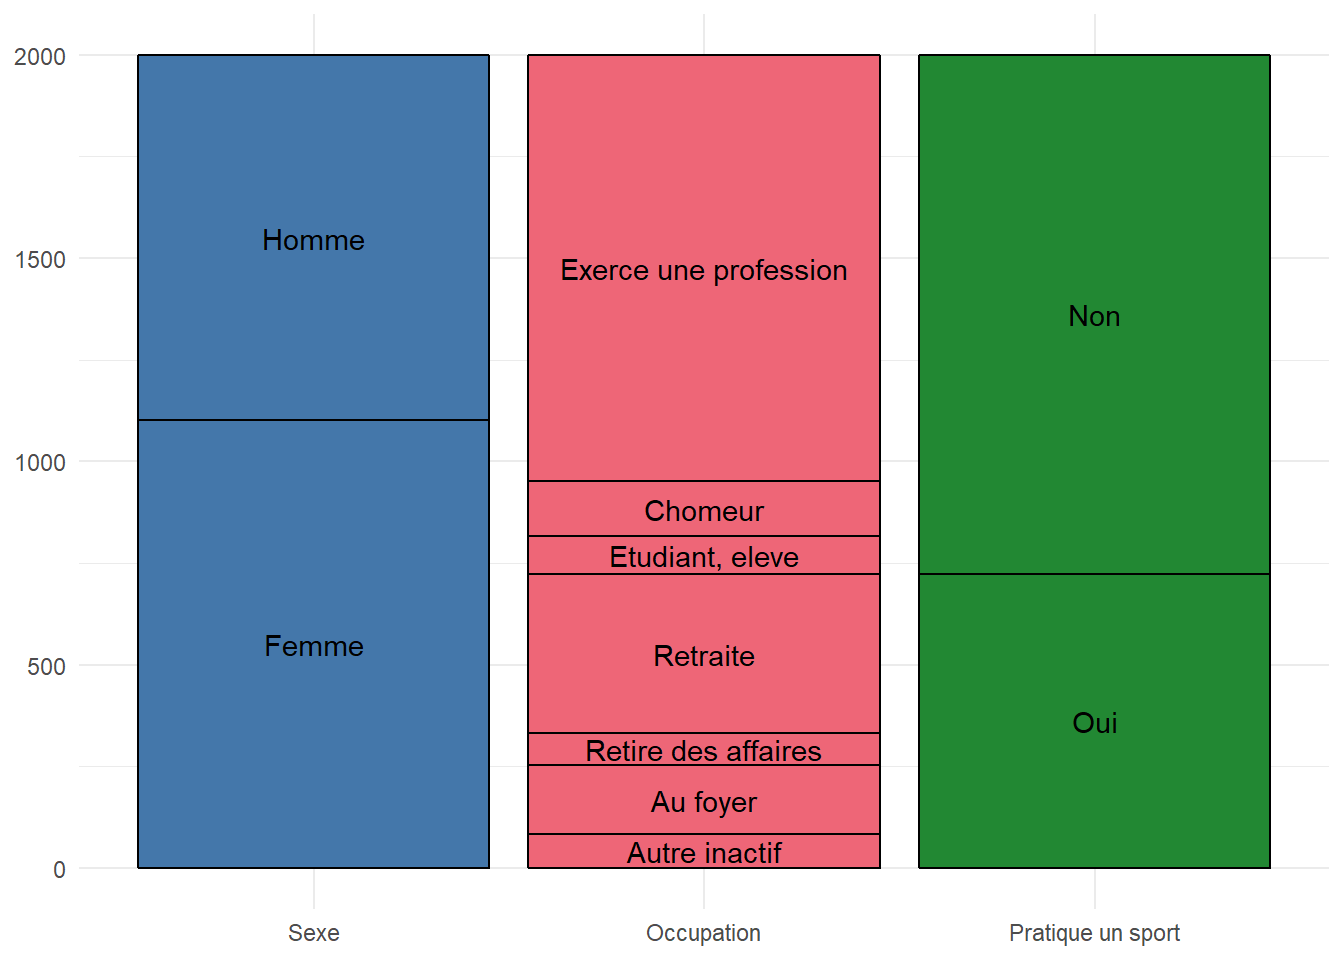 2000
1500
1000
500
0
Homme
Femme
Exerce une profession
Chomeur
Etudiant, eleve
Retraite
Retire des affaires
Au foyer
Autre inactif
Non
Oui
Sexe
Occupation
Pratique un sport